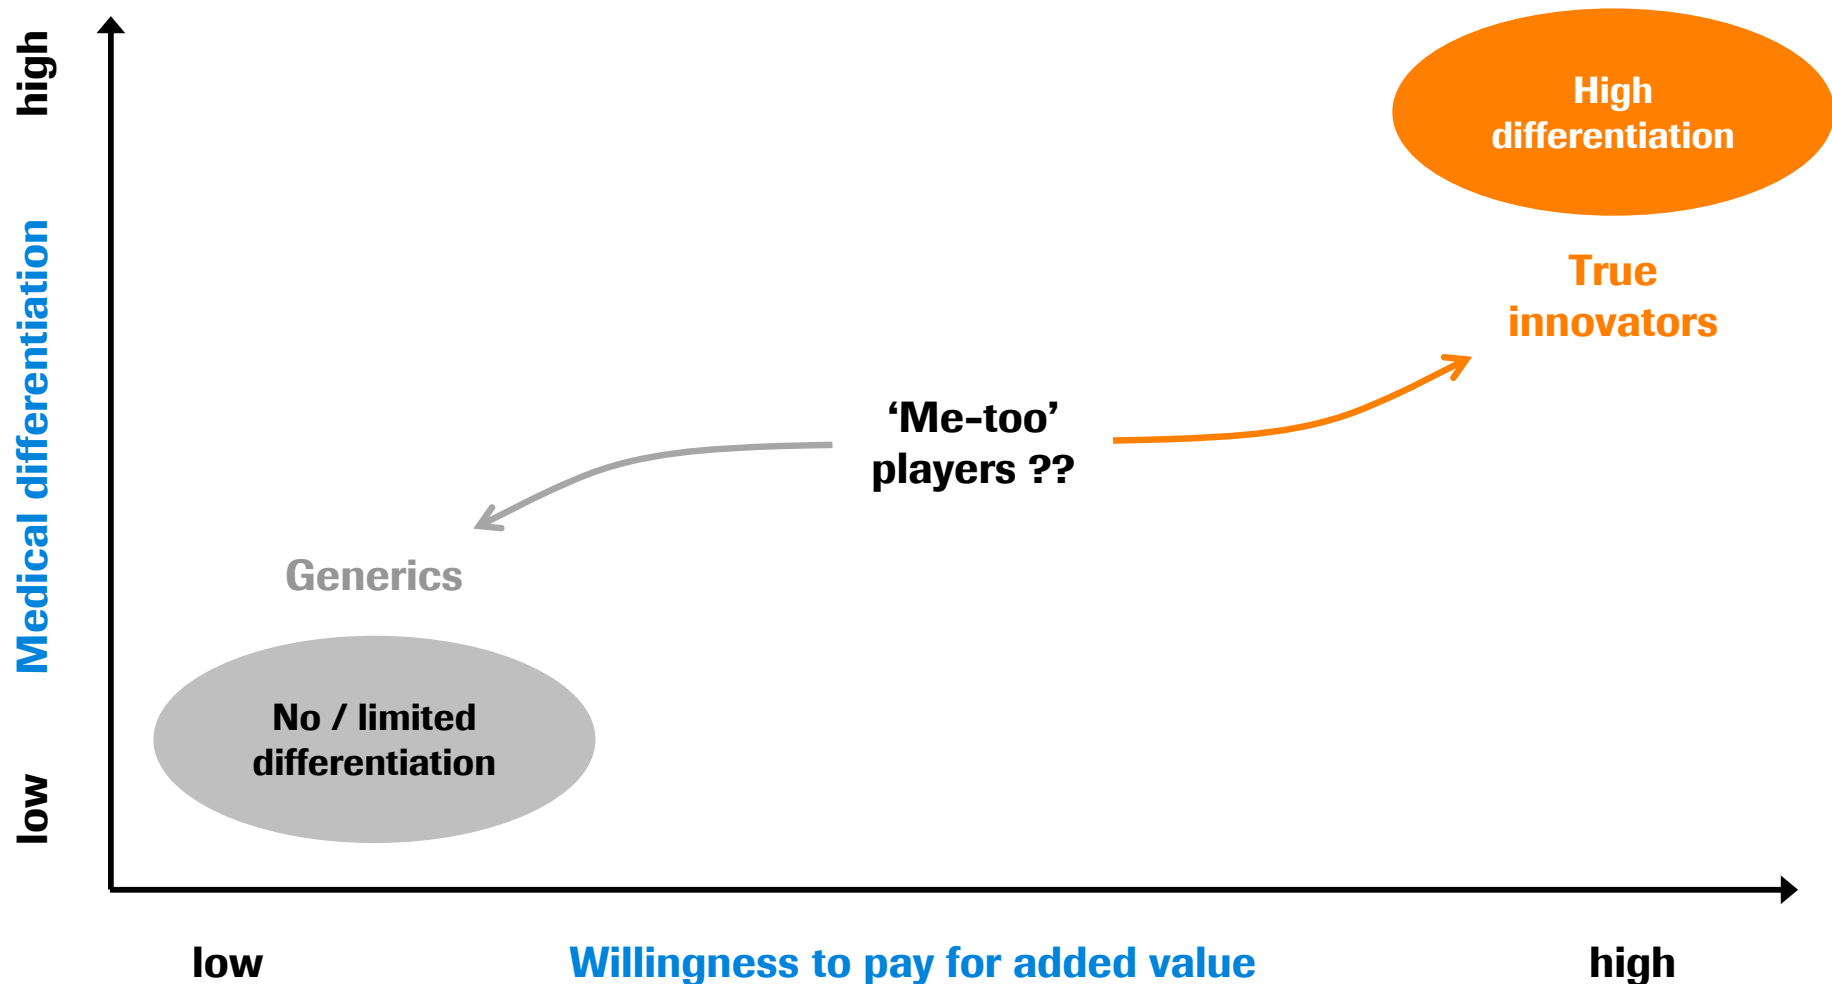 high
Medical differentiation
low
High
differentiation
True
innovators
‘Me-too’
players ??
Generics
No / limited
differentiation
low
Willingness to pay for added value
high